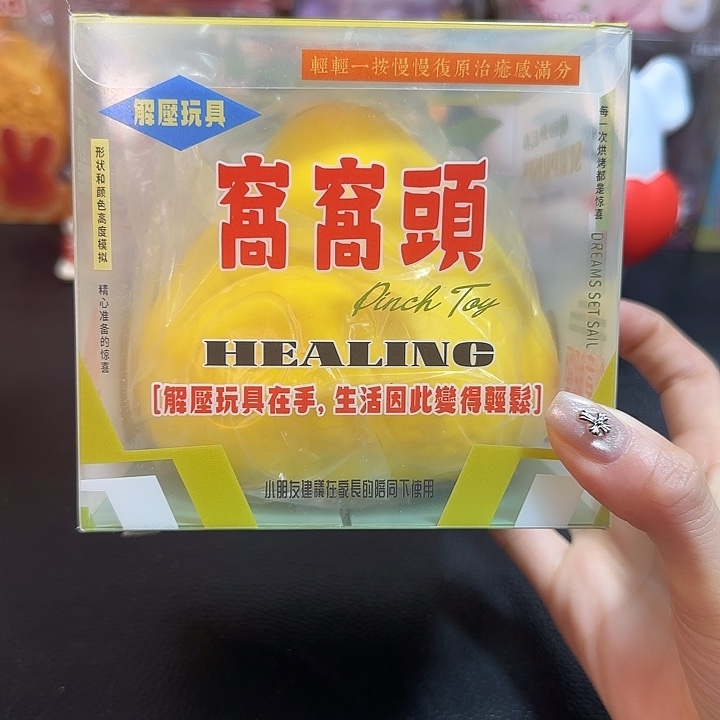 輕輕一按慢慢復原治癒感滿分
解壓玩具
形状和颜色高度模拟
精心准备的惊喜
每一次烘烤都是惊喜
DREAMS SET SAIL
窩窩頭
Pinch Toy
HEALING
[解壓玩具在手, 生活因此變得輕鬆]
小朋友建議在家長的陪同下使用